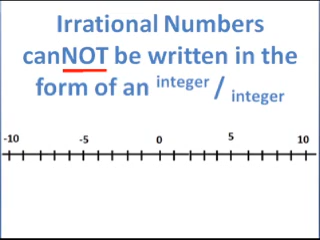 Irrational Numbers
canNOT be written in the
form of an integer / integer
-10 -5 0 5 10